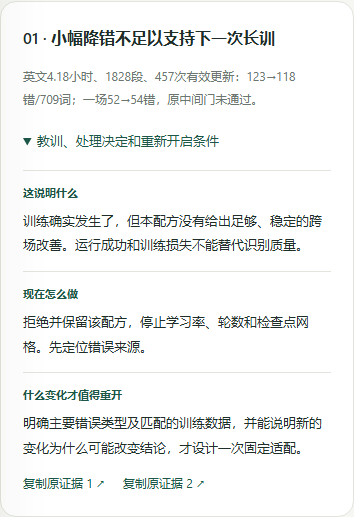 01 · 小幅降错不足以支持下一次长训
英文4.18小时、1828段、457次有效更新：123→118
错/709词；一场52→54错，原中间门未通过。
▼ 教训、处理决定和重新开启条件
这说明什么
训练确实发生了，但本配方没有给出足够、稳定的跨
场改善。运行成功和训练损失不能替代识别质量。
现在怎么做
拒绝并保留该配方，停止学习率、轮数和检查点网
格。先定位错误来源。
什么变化才值得重开
明确主要错误类型及匹配的训练数据，并能说明新的
变化为什么可能改变结论，才设计一次固定适配。
复制原证据 1 ↗ 复制原证据 2 ↗